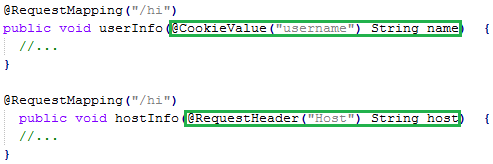 @RequestMapping("/hi")
public void userInfo(@CookieValue("username") String name)  {
  //...
}
@RequestMapping("/hi")
  public void hostInfo(@RequestHeader("Host") String host)  {
  //...
}